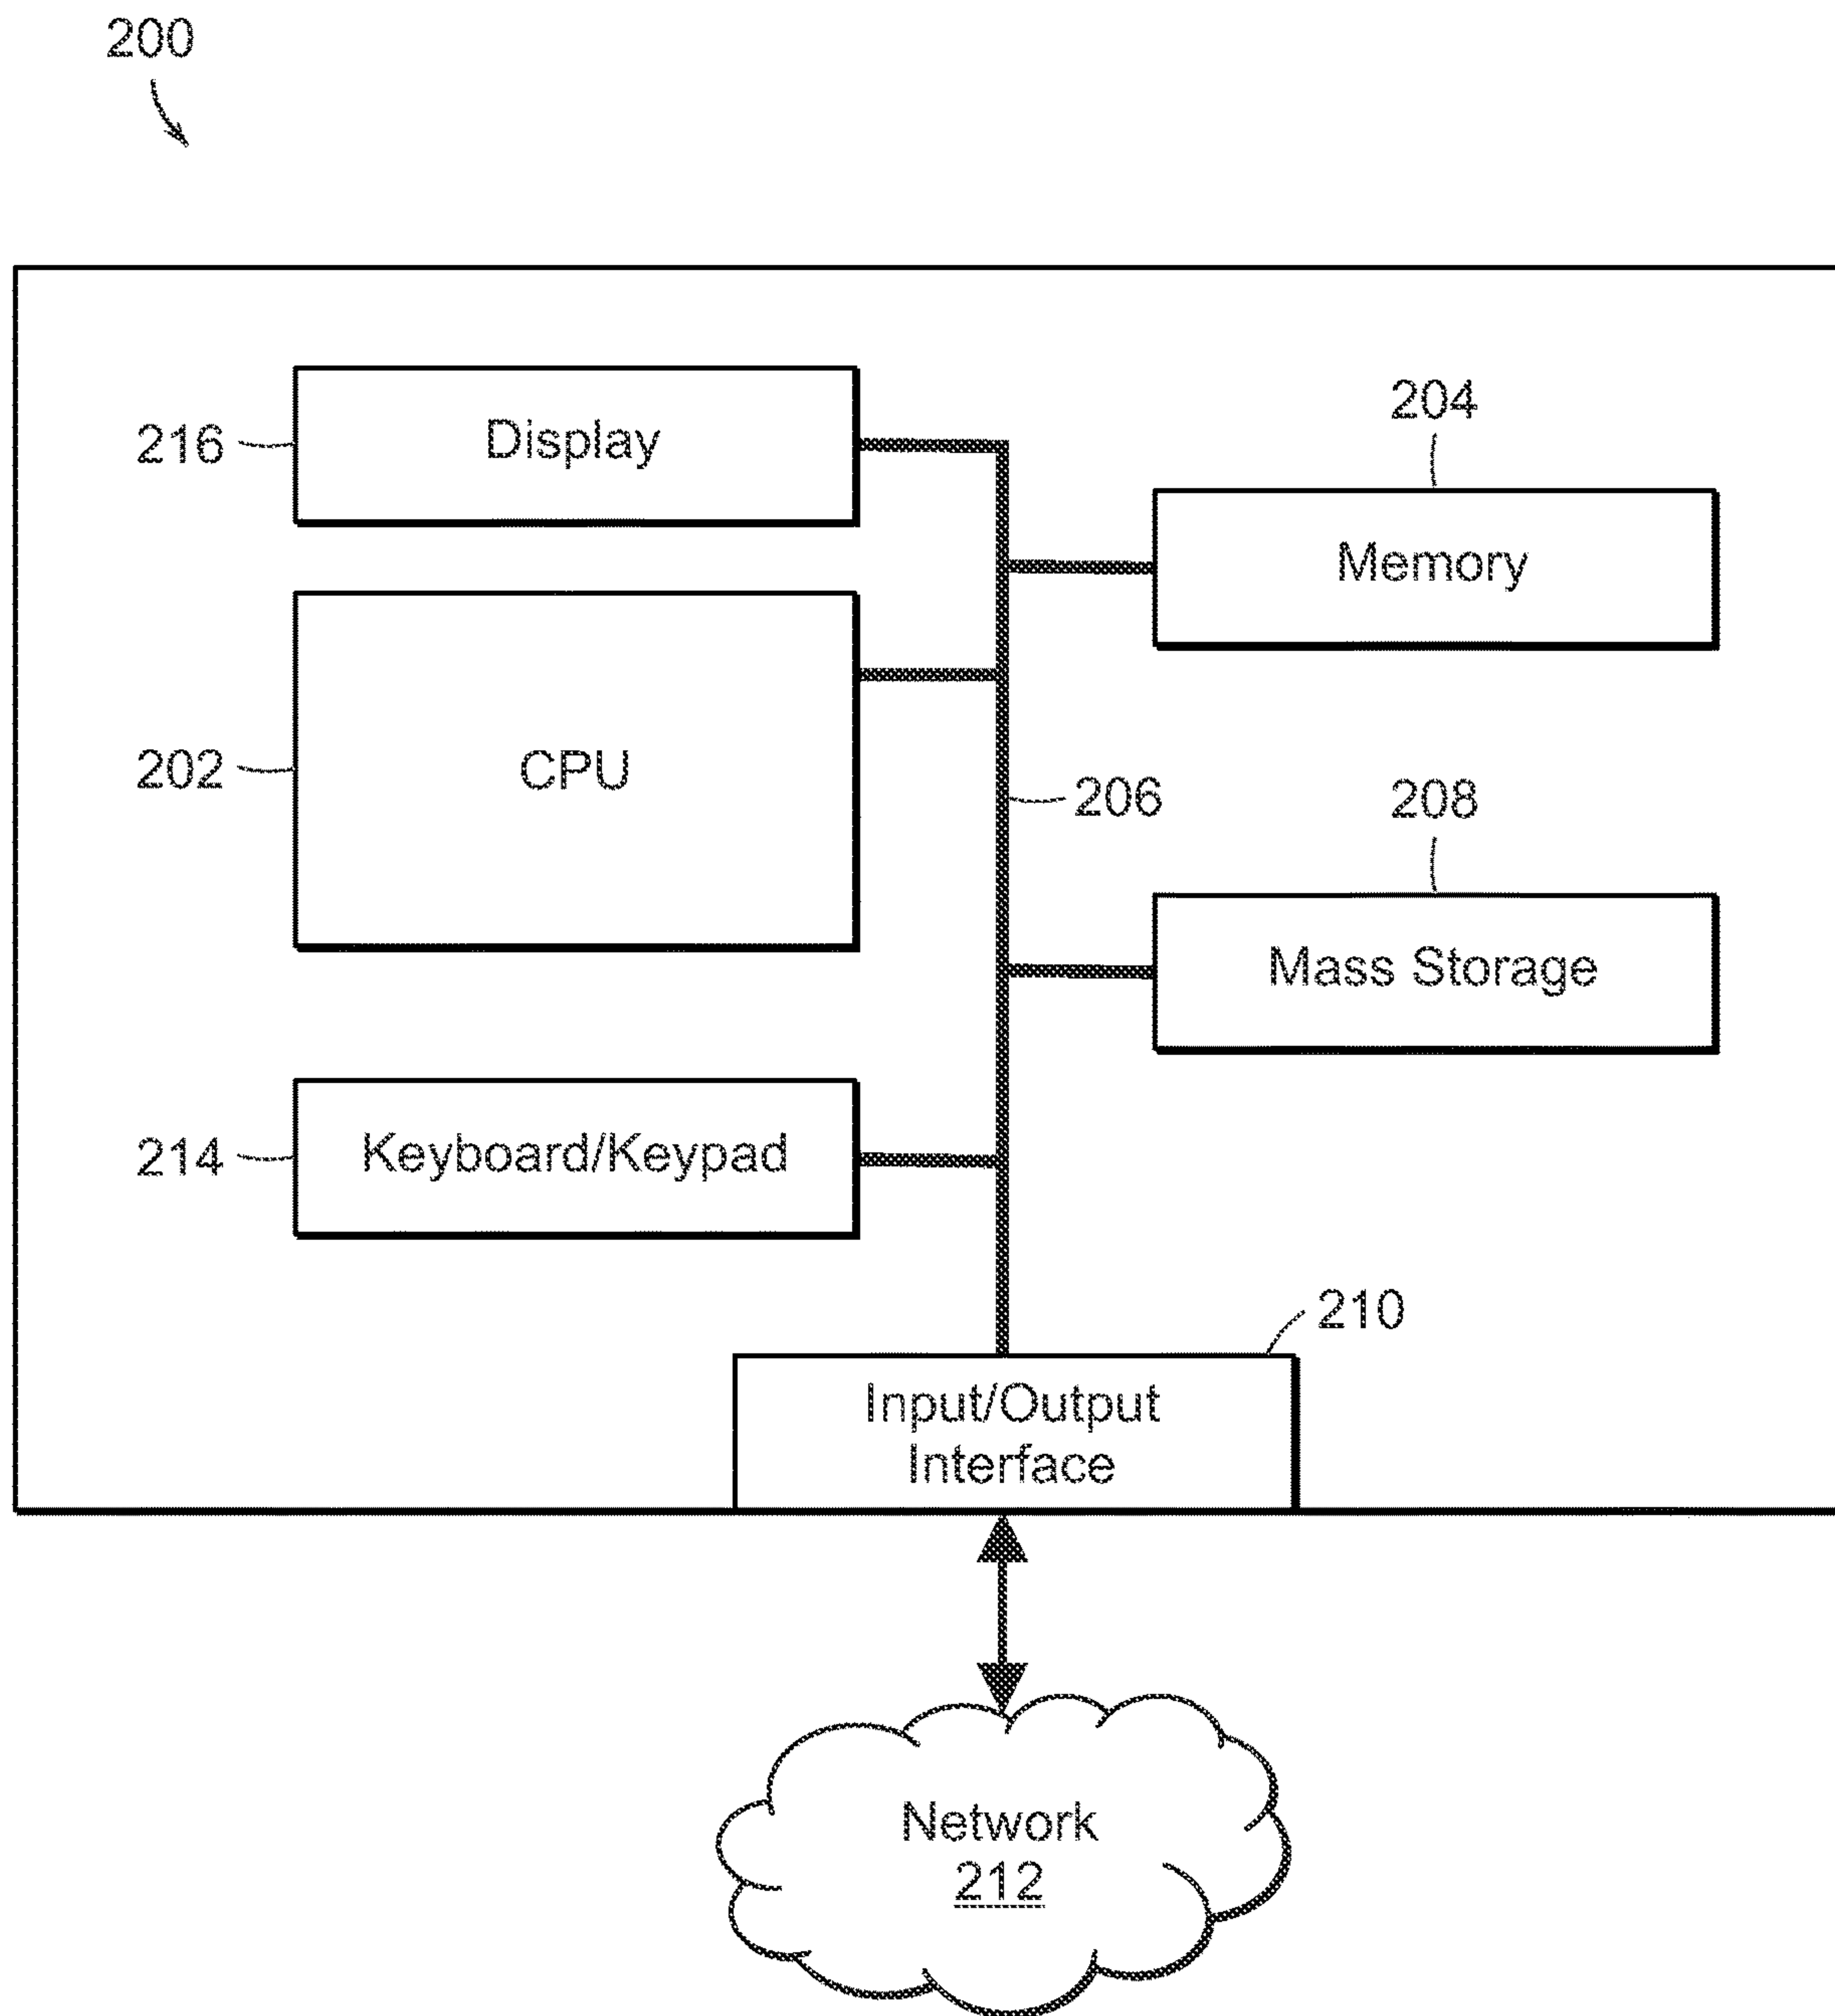 200
216
Display
204
Memory
202
CPU
206
208
Mass Storage
214
Keyboard/Keypad
210
Input/Output
Interface
Network
212